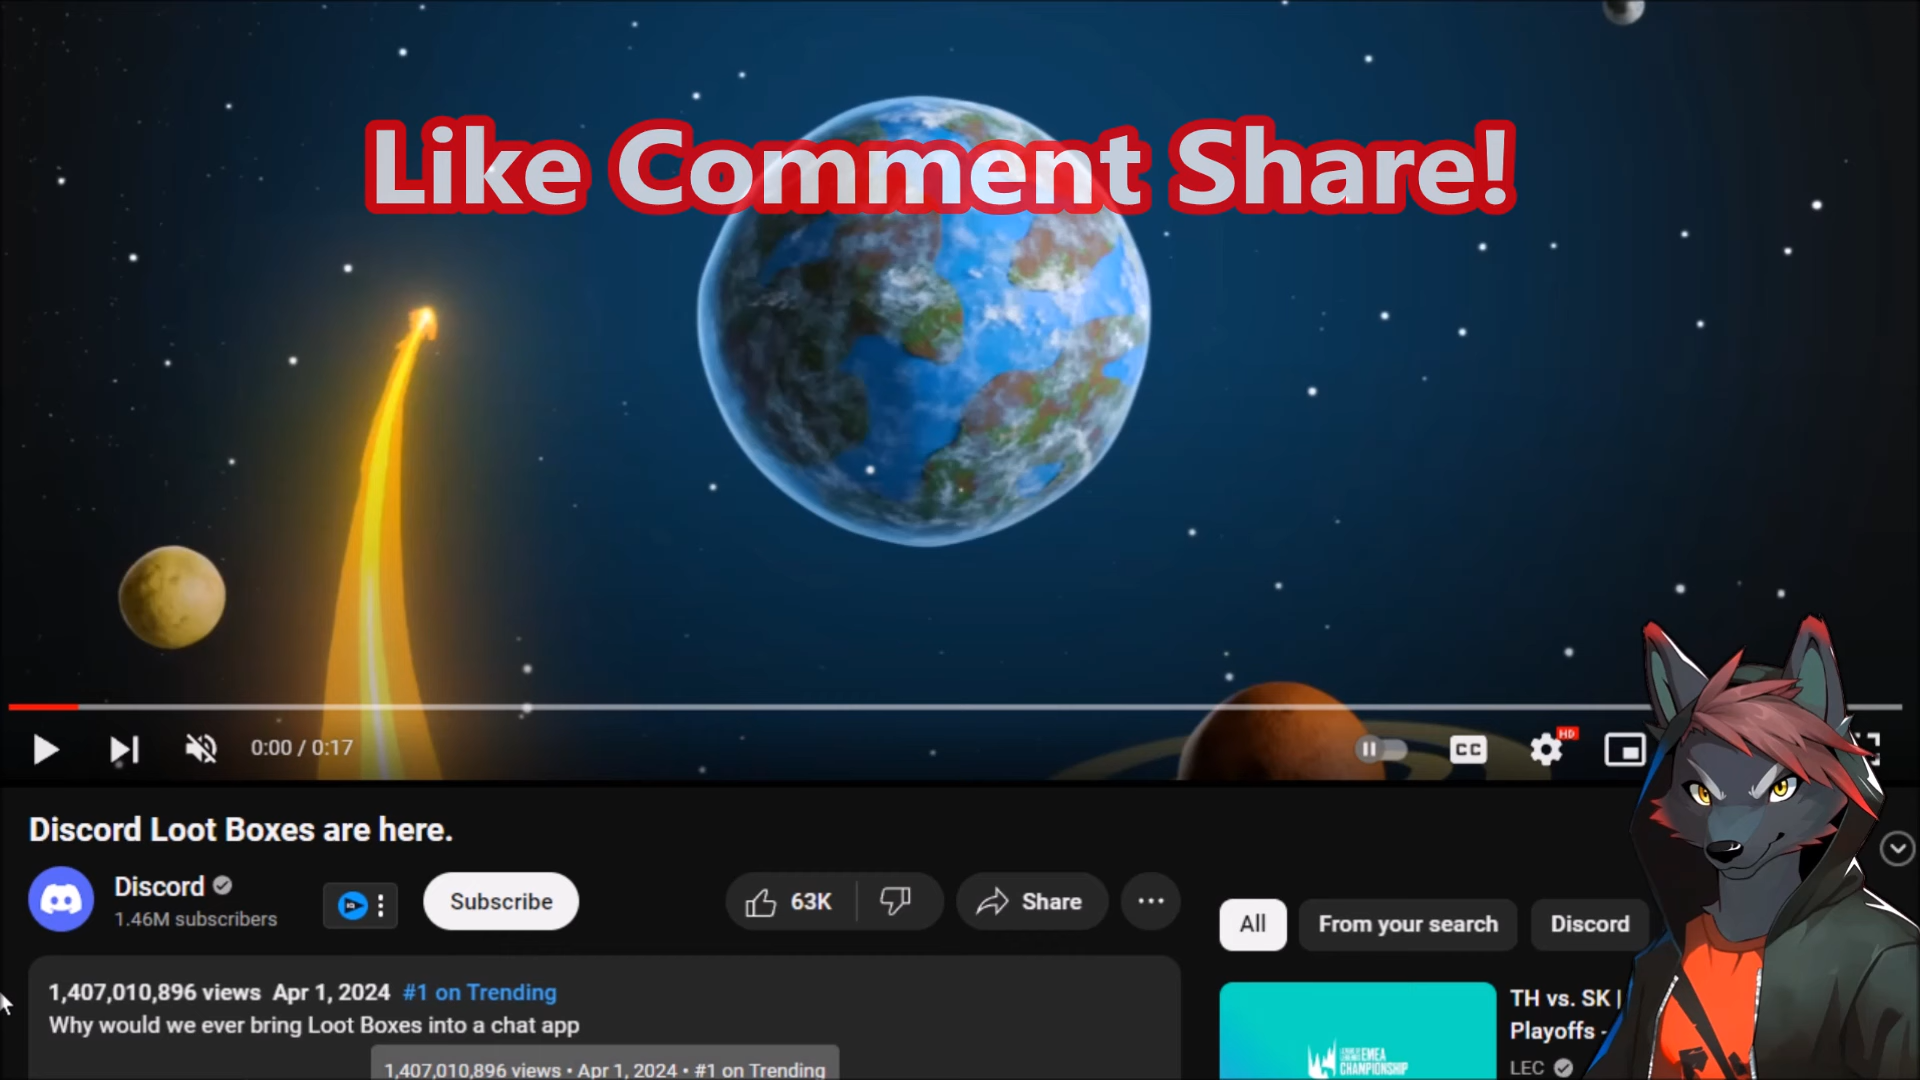 Like Comment Share!
0:00 / 0:17
CC
HD
Discord Loot Boxes are here.
Discord
1.46M subscribers
Subscribe
63K
Share
All
From your search
Discord
1,407,010,896 views Apr 1, 2024 #1 on Trending
Why would we ever bring Loot Boxes into a chat app
1,407,010,896 views • Apr 1, 2024 • #1 on Trending
EMEA
CHAMPIONSHIP
TH vs. SK |
Playoffs -
LEC